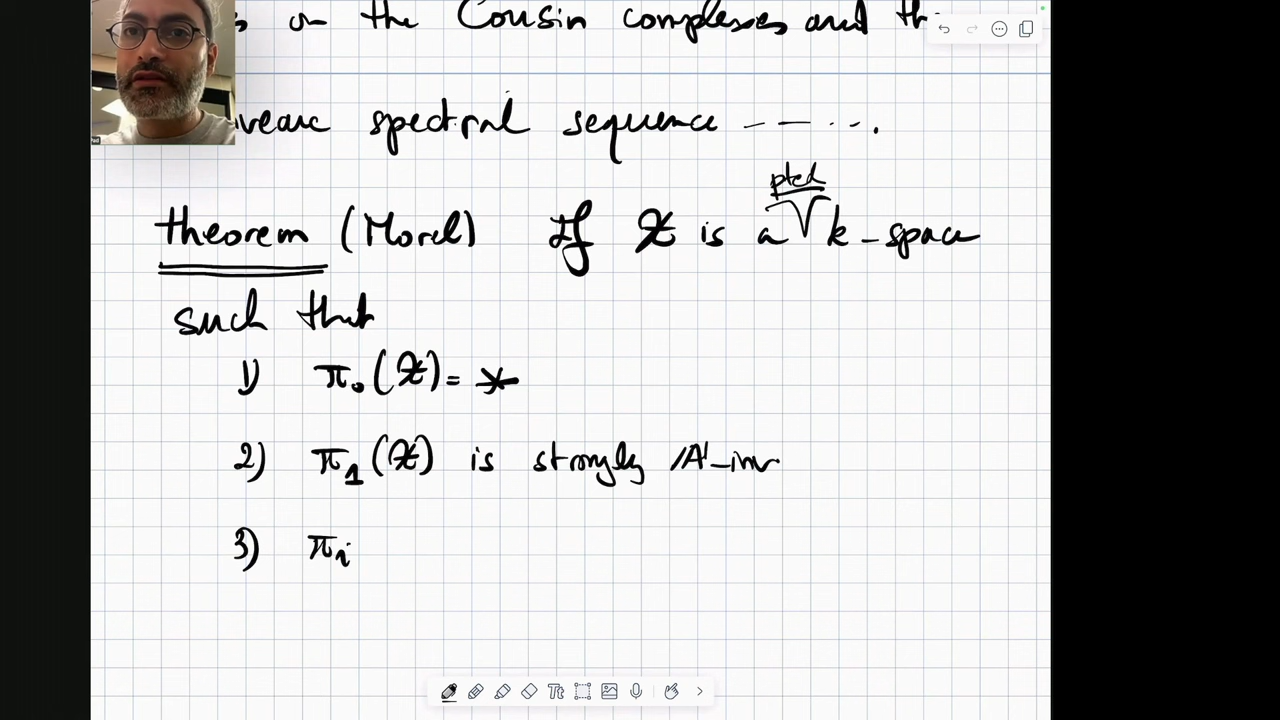 on the Cousin complexes and
spectral sequence -----.
pted
theorem (Morel) If 𝒳 is a k-space
such that
1) π₀(𝒳) = *
2) π₁(𝒳) is strongly 𝔸¹-inv
3) πᵢ
Tt